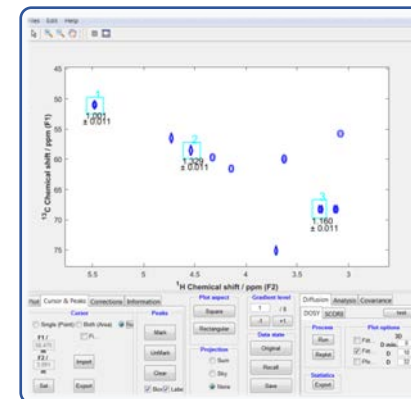 Edit Help
45
50
55
60
65
70
75
13C Chemical shift / ppm (F1)
1
1.001
± 0.011
2
1.329
± 0.011
3
1.160
± 0.011
5.5 5 4.5 4 3.5 3
1H Chemical shift / ppm (F2)
Plot Cursor & Peaks Corrections Information
Cursor
Single (Point) Both (Area)
F1 /
F2 /
Import
Set Export
Peaks
Mark
UnMark
Clear
Box Label
Plot aspect
Square
Rectangular
Projection
Sum
Sky
None
Gradient level
1 / 8
-1 +1
Data state
Original
Recall
Save
Diffusion Analysis Covariance
DOSY SCORE
test
Process
Run
Replot
Plot options
3D
Statistics
Export